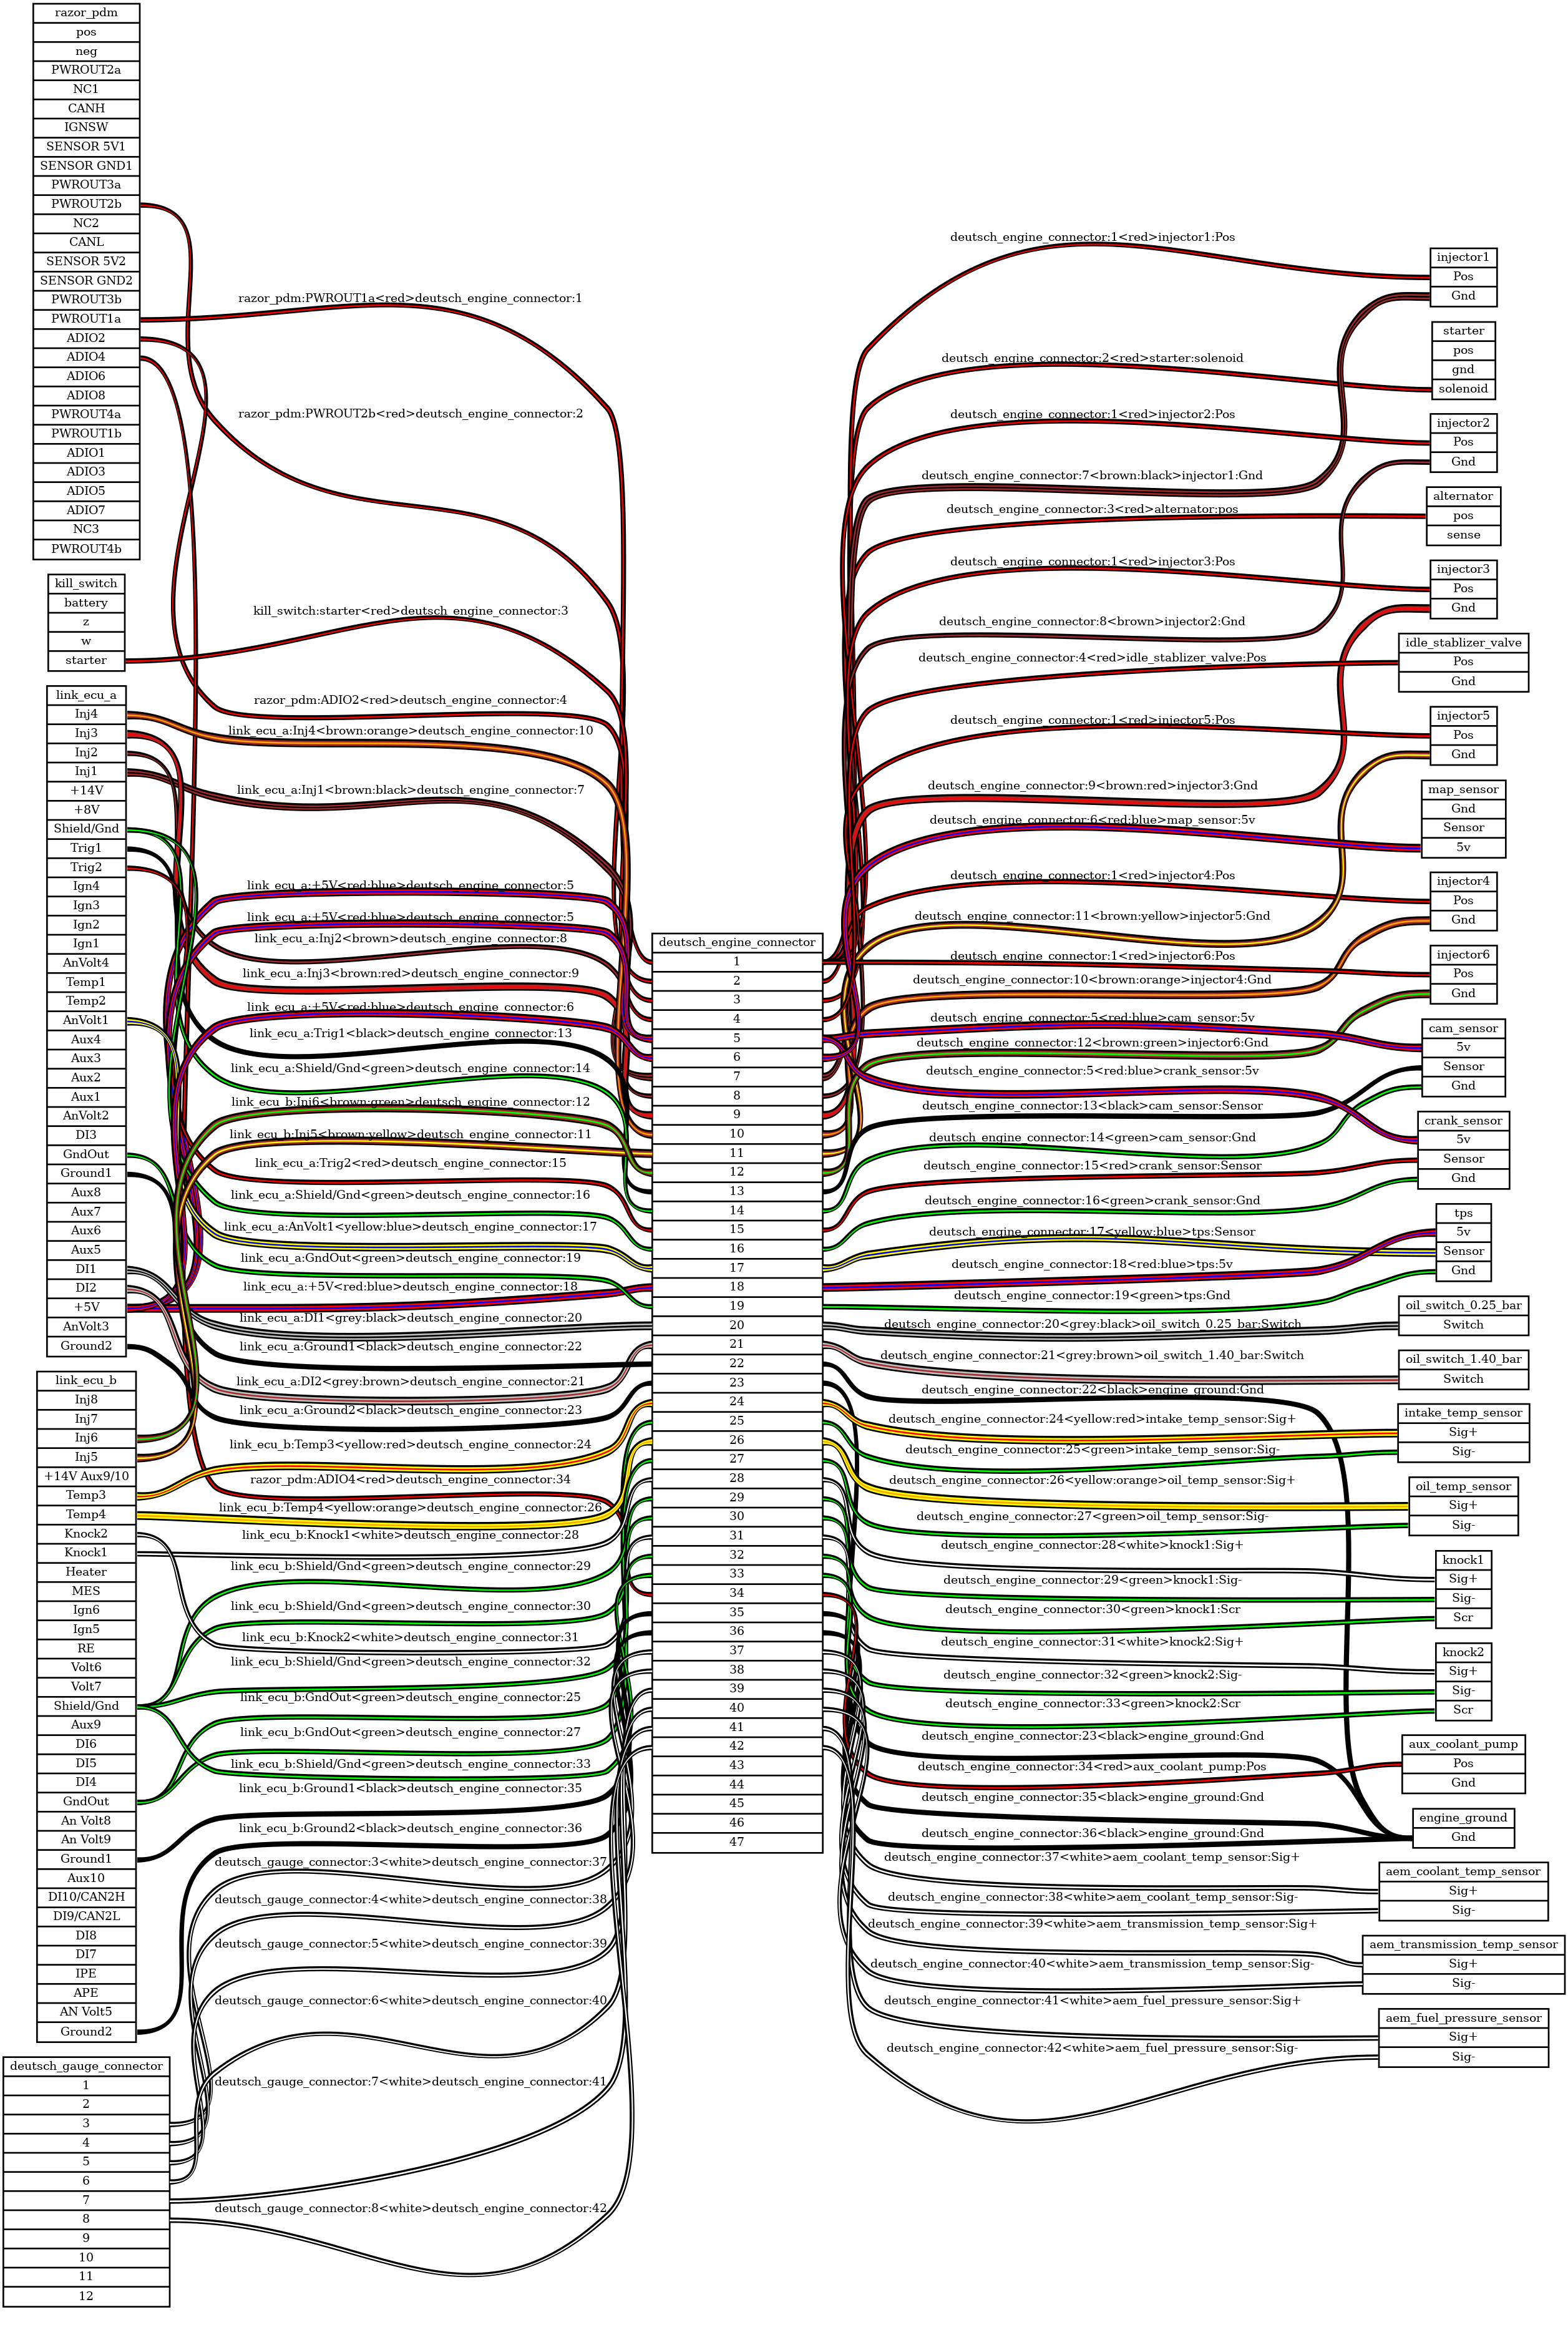 razor_pdm
pos
neg
PWROUT2a
NC1
CANH
IGNSW
SENSOR 5V1
SENSOR GND1
PWROUT3a
PWROUT2b
NC2
CANL
SENSOR 5V2
SENSOR GND2
PWROUT3b
PWROUT1a
ADIO2
ADIO4
ADIO6
ADIO8
PWROUT4a
PWROUT1b
ADIO1
ADIO3
ADIO5
ADIO7
NC3
PWROUT4b
kill_switch
battery
z
w
starter
link_ecu_a
Inj4
Inj3
Inj2
Inj1
+14V
+8V
Shield/Gnd
Trig1
Trig2
Ign4
Ign3
Ign2
Ign1
AnVolt4
Temp1
Temp2
AnVolt1
Aux4
Aux3
Aux2
Aux1
AnVolt2
DI3
GndOut
Ground1
Aux8
Aux7
Aux6
Aux5
DI1
DI2
+5V
AnVolt3
Ground2
link_ecu_b
Inj8
Inj7
Inj6
Inj5
+14V Aux9/10
Temp3
Temp4
Knock2
Knock1
Heater
MES
Ign6
Ign5
RE
Volt6
Volt7
Shield/Gnd
Aux9
DI6
DI5
DI4
GndOut
An Volt8
An Volt9
Ground1
Aux10
DI10/CAN2H
DI9/CAN2L
DI8
DI7
IPE
APE
AN Volt5
Ground2
deutsch_gauge_connector
1
2
3
4
5
6
7
8
9
10
11
12
razor_pdm:PWROUT1a<red>deutsch_engine_connector:1
razor_pdm:PWROUT2b<red>deutsch_engine_connector:2
kill_switch:starter<red>deutsch_engine_connector:3
razor_pdm:ADIO2<red>deutsch_engine_connector:4
link_ecu_a:Inj4<brown:orange>deutsch_engine_connector:10
link_ecu_a:Inj1<brown:black>deutsch_engine_connector:7
link_ecu_a:+5V<red:blue>deutsch_engine_connector:5
link_ecu_a:+5V<red:blue>deutsch_engine_connector:5
link_ecu_a:Inj2<brown>deutsch_engine_connector:8
link_ecu_a:Inj3<brown:red>deutsch_engine_connector:9
link_ecu_a:+5V<red:blue>deutsch_engine_connector:6
link_ecu_a:Trig1<black>deutsch_engine_connector:13
link_ecu_a:Shield/Gnd<green>deutsch_engine_connector:14
link_ecu_b:Inj6<brown:green>deutsch_engine_connector:12
link_ecu_b:Inj5<brown:yellow>deutsch_engine_connector:11
link_ecu_a:Trig2<red>deutsch_engine_connector:15
link_ecu_a:Shield/Gnd<green>deutsch_engine_connector:16
link_ecu_a:AnVolt1<yellow:blue>deutsch_engine_connector:17
link_ecu_a:GndOut<green>deutsch_engine_connector:19
link_ecu_a:+5V<red:blue>deutsch_engine_connector:18
link_ecu_a:DI1<grey:black>deutsch_engine_connector:20
link_ecu_a:Ground1<black>deutsch_engine_connector:22
link_ecu_a:DI2<grey:brown>deutsch_engine_connector:21
link_ecu_a:Ground2<black>deutsch_engine_connector:23
link_ecu_b:Temp3<yellow:red>deutsch_engine_connector:24
razor_pdm:ADIO4<red>deutsch_engine_connector:34
link_ecu_b:Temp4<yellow:orange>deutsch_engine_connector:26
link_ecu_b:Knock1<white>deutsch_engine_connector:28
link_ecu_b:Shield/Gnd<green>deutsch_engine_connector:29
link_ecu_b:Shield/Gnd<green>deutsch_engine_connector:30
link_ecu_b:Knock2<white>deutsch_engine_connector:31
link_ecu_b:Shield/Gnd<green>deutsch_engine_connector:32
link_ecu_b:GndOut<green>deutsch_engine_connector:25
link_ecu_b:GndOut<green>deutsch_engine_connector:27
link_ecu_b:Shield/Gnd<green>deutsch_engine_connector:33
link_ecu_b:Ground1<black>deutsch_engine_connector:35
link_ecu_b:Ground2<black>deutsch_engine_connector:36
deutsch_gauge_connector:3<white>deutsch_engine_connector:37
deutsch_gauge_connector:4<white>deutsch_engine_connector:38
deutsch_gauge_connector:5<white>deutsch_engine_connector:39
deutsch_gauge_connector:6<white>deutsch_engine_connector:40
deutsch_gauge_connector:7<white>deutsch_engine_connector:41
deutsch_gauge_connector:8<white>deutsch_engine_connector:42
deutsch_engine_connector
1
2
3
4
5
6
7
8
9
10
11
12
13
14
15
16
17
18
19
20
21
22
23
24
25
26
27
28
29
30
31
32
33
34
35
36
37
38
39
40
41
42
43
44
45
46
47
deutsch_engine_connector:1<red>injector1:Pos
deutsch_engine_connector:2<red>starter:solenoid
deutsch_engine_connector:1<red>injector2:Pos
deutsch_engine_connector:7<brown:black>injector1:Gnd
deutsch_engine_connector:3<red>alternator:pos
deutsch_engine_connector:1<red>injector3:Pos
deutsch_engine_connector:8<brown>injector2:Gnd
deutsch_engine_connector:4<red>idle_stablizer_valve:Pos
deutsch_engine_connector:1<red>injector5:Pos
deutsch_engine_connector:9<brown:red>injector3:Gnd
deutsch_engine_connector:6<red:blue>map_sensor:5v
deutsch_engine_connector:1<red>injector4:Pos
deutsch_engine_connector:11<brown:yellow>injector5:Gnd
deutsch_engine_connector:1<red>injector6:Pos
deutsch_engine_connector:10<brown:orange>injector4:Gnd
deutsch_engine_connector:5<red:blue>cam_sensor:5v
deutsch_engine_connector:12<brown:green>injector6:Gnd
deutsch_engine_connector:5<red:blue>crank_sensor:5v
deutsch_engine_connector:13<black>cam_sensor:Sensor
deutsch_engine_connector:14<green>cam_sensor:Gnd
deutsch_engine_connector:15<red>crank_sensor:Sensor
deutsch_engine_connector:16<green>crank_sensor:Gnd
deutsch_engine_connector:17<yellow:blue>tps:Sensor
deutsch_engine_connector:18<red:blue>tps:5v
deutsch_engine_connector:19<green>tps:Gnd
deutsch_engine_connector:20<grey:black>oil_switch_0.25_bar:Switch
deutsch_engine_connector:21<grey:brown>oil_switch_1.40_bar:Switch
deutsch_engine_connector:22<black>engine_ground:Gnd
deutsch_engine_connector:24<yellow:red>intake_temp_sensor:Sig+
deutsch_engine_connector:25<green>intake_temp_sensor:Sig-
deutsch_engine_connector:26<yellow:orange>oil_temp_sensor:Sig+
deutsch_engine_connector:27<green>oil_temp_sensor:Sig-
deutsch_engine_connector:28<white>knock1:Sig+
deutsch_engine_connector:29<green>knock1:Sig-
deutsch_engine_connector:30<green>knock1:Scr
deutsch_engine_connector:31<white>knock2:Sig+
deutsch_engine_connector:32<green>knock2:Sig-
deutsch_engine_connector:33<green>knock2:Scr
deutsch_engine_connector:23<black>engine_ground:Gnd
deutsch_engine_connector:34<red>aux_coolant_pump:Pos
deutsch_engine_connector:35<black>engine_ground:Gnd
deutsch_engine_connector:36<black>engine_ground:Gnd
deutsch_engine_connector:37<white>aem_coolant_temp_sensor:Sig+
deutsch_engine_connector:38<white>aem_coolant_temp_sensor:Sig-
deutsch_engine_connector:39<white>aem_transmission_temp_sensor:Sig+
deutsch_engine_connector:40<white>aem_transmission_temp_sensor:Sig-
deutsch_engine_connector:41<white>aem_fuel_pressure_sensor:Sig+
deutsch_engine_connector:42<white>aem_fuel_pressure_sensor:Sig-
injector1
Pos
Gnd
starter
pos
gnd
solenoid
injector2
Pos
Gnd
alternator
pos
sense
injector3
Pos
Gnd
idle_stablizer_valve
Pos
Gnd
injector5
Pos
Gnd
map_sensor
Gnd
Sensor
5v
injector4
Pos
Gnd
injector6
Pos
Gnd
cam_sensor
5v
Sensor
Gnd
crank_sensor
5v
Sensor
Gnd
tps
5v
Sensor
Gnd
oil_switch_0.25_bar
Switch
oil_switch_1.40_bar
Switch
intake_temp_sensor
Sig+
Sig-
oil_temp_sensor
Sig+
Sig-
knock1
Sig+
Sig-
Scr
knock2
Sig+
Sig-
Scr
aux_coolant_pump
Pos
Gnd
engine_ground
Gnd
aem_coolant_temp_sensor
Sig+
Sig-
aem_transmission_temp_sensor
Sig+
Sig-
aem_fuel_pressure_sensor
Sig+
Sig-